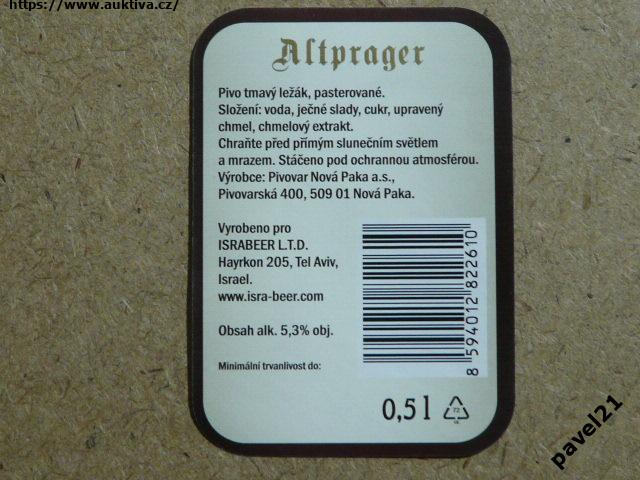 https://www.auktiva.cz/
Altprager
Pivo tmavý ležák, pasterované.
Složení: voda, ječné slady, cukr, upravený
chmel, chmelový extrakt.
Chraňte před přímým slunečním světlem
a mrazem. Stáčeno pod ochrannou atmosférou.
Výrobce: Pivovar Nová Paka a.s.,
Pivovarská 400, 509 01 Nová Paka.
Vyrobeno pro
ISRABEER L.T.D.
Hayrkon 205, Tel Aviv,
Israel.
www.isra-beer.com
Obsah alk. 5,3% obj.
Minimální trvanlivost do:
8 594012 822610
0,5 l
72
pavel21